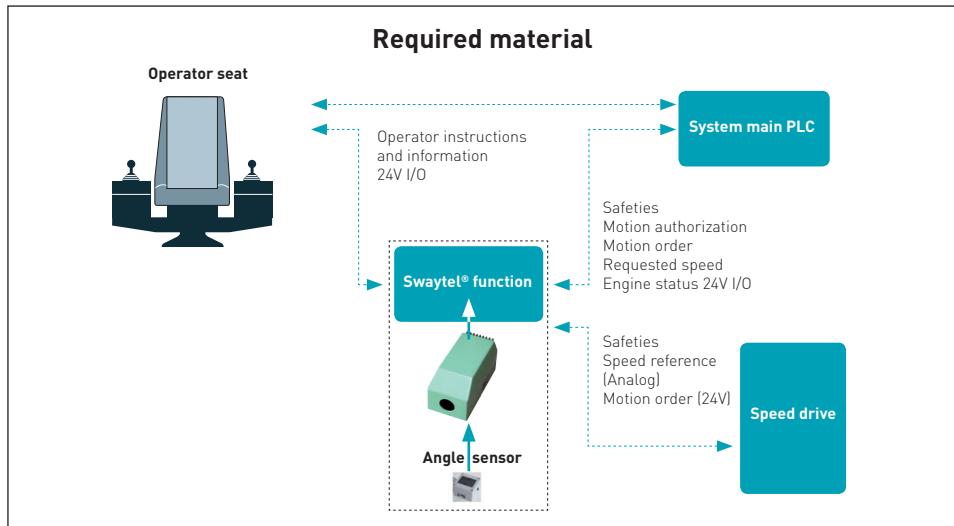 Required material
Operator seat
System main PLC
Operator instructions
and information
24V I/O
Safeties
Motion authorization
Motion order
Requested speed
Engine status 24V I/O
Swaytel® function
Safeties
Speed reference
(Analog)
Motion order (24V)
Speed drive
Angle sensor